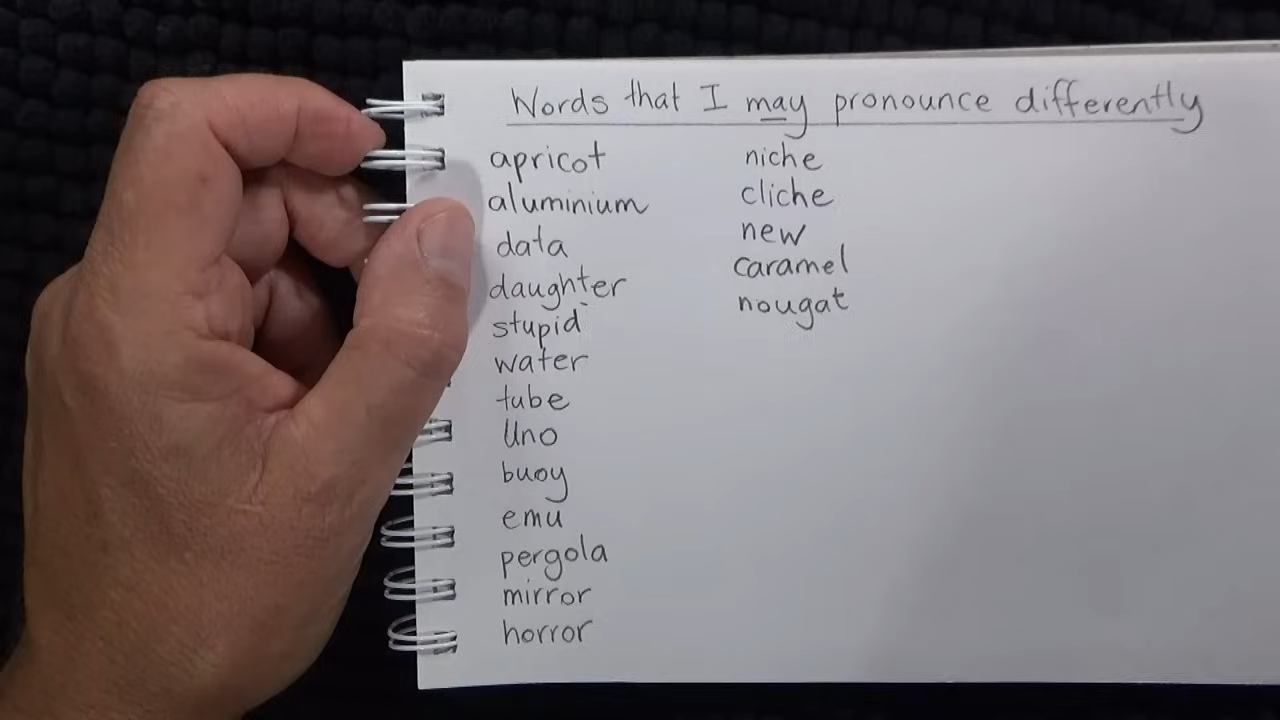 Words that I may pronounce differently
apricot
aluminium
data
daughter
stupid
water
tube
Uno
buoy
emu
pergola
mirror
horror
niche
cliche
new
caramel
nougat